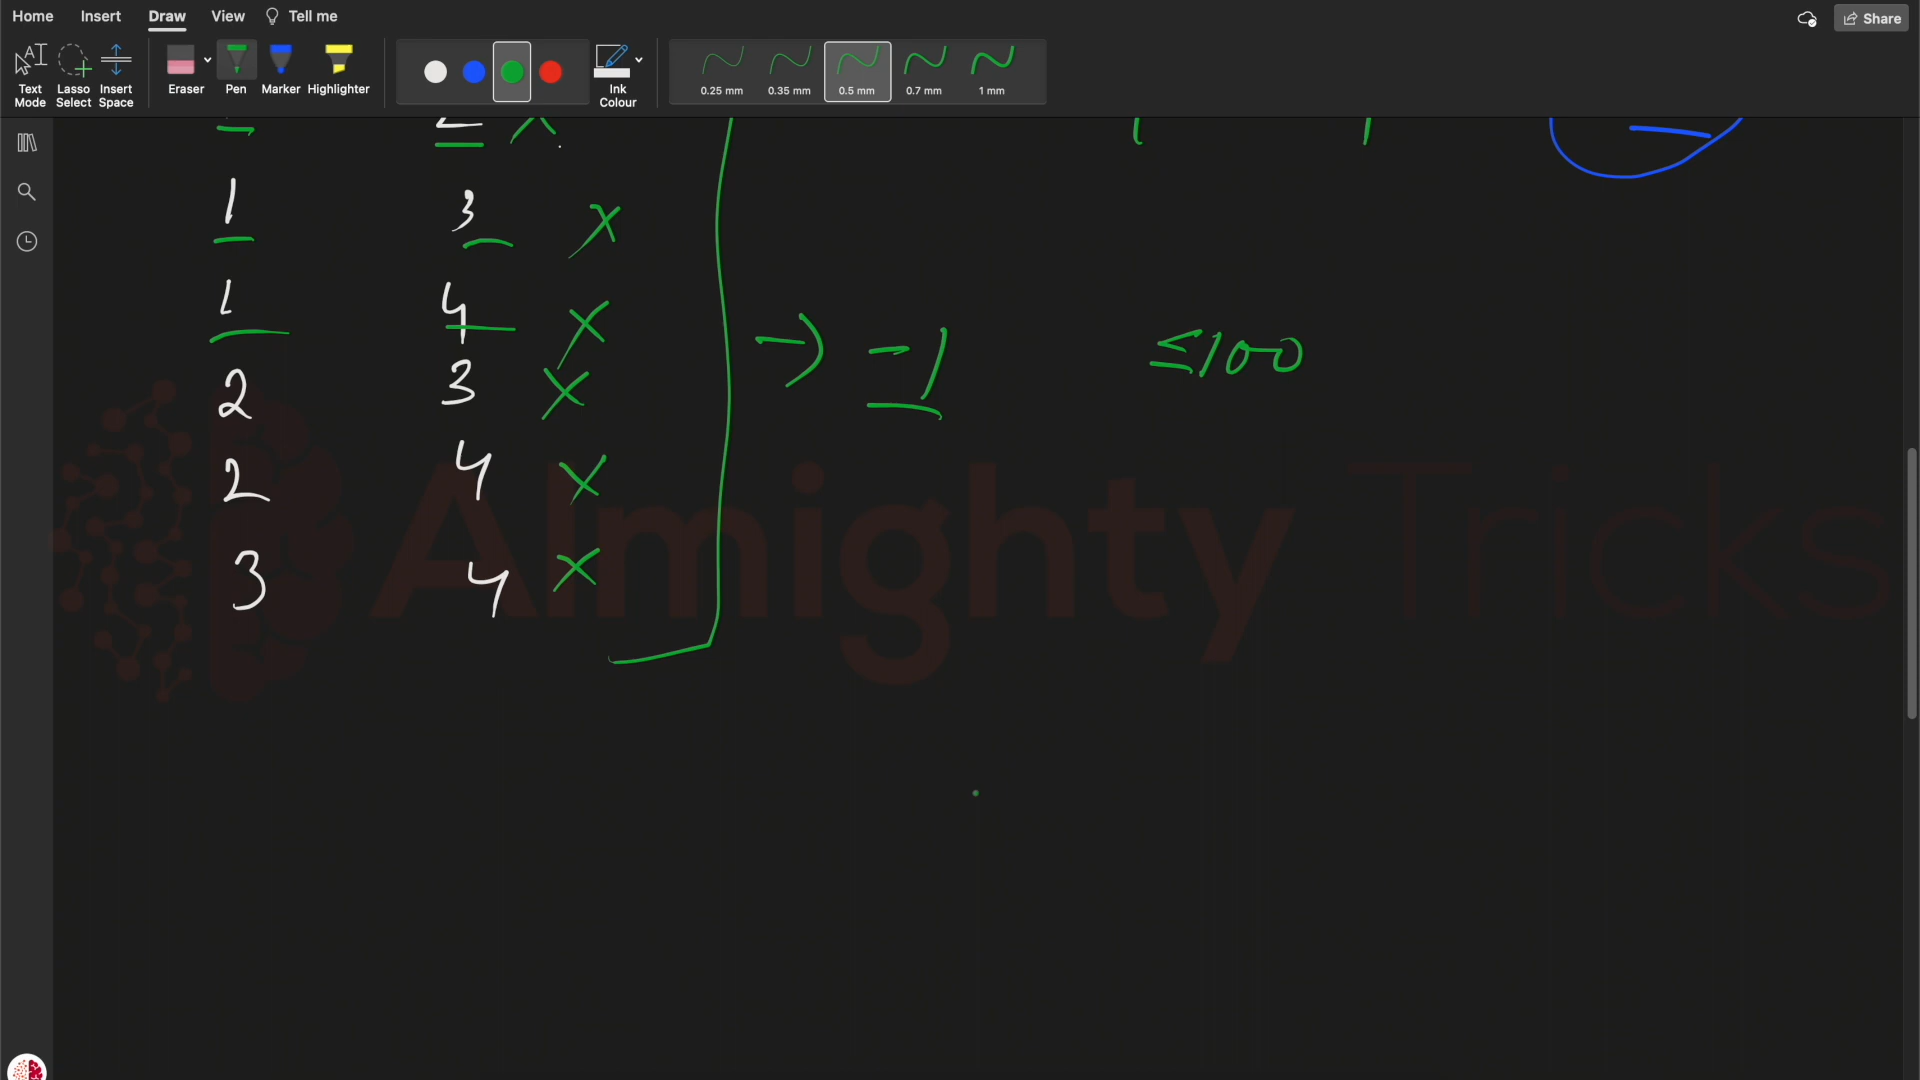 Home Insert Draw View Tell me
Share
Text Mode
Lasso Select
Insert Space
Eraser
Pen
Marker
Highlighter
Ink Colour
0.25 mm
0.35 mm
0.5 mm
0.7 mm
1 mm
1 3 X
1 4 X
2 3 X
→ -1
≤100
2 4 X
3 4 X
Almighty Tricks